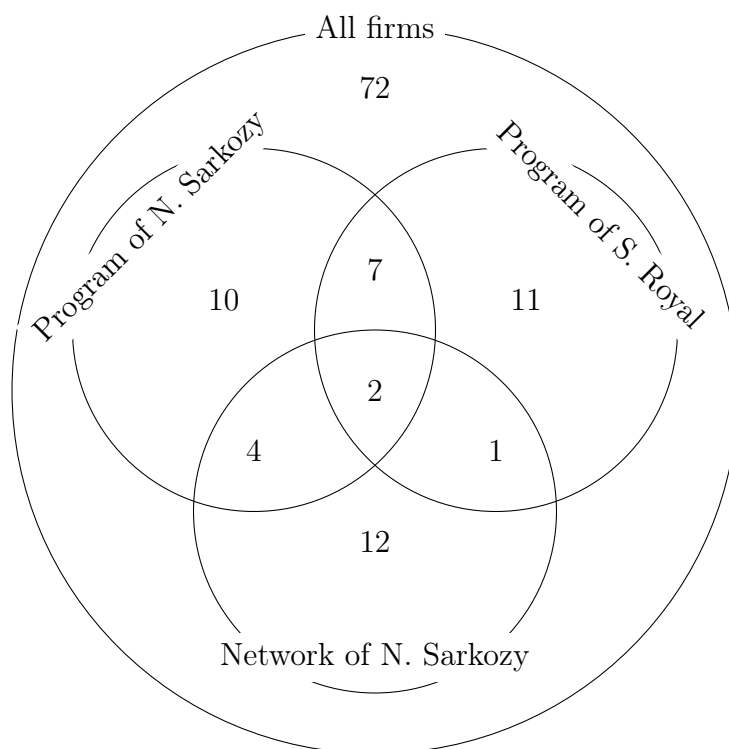 All firms
72
Program of N. Sarkozy
Program of S. Royal
7
10
11
2
4
1
12
Network of N. Sarkozy